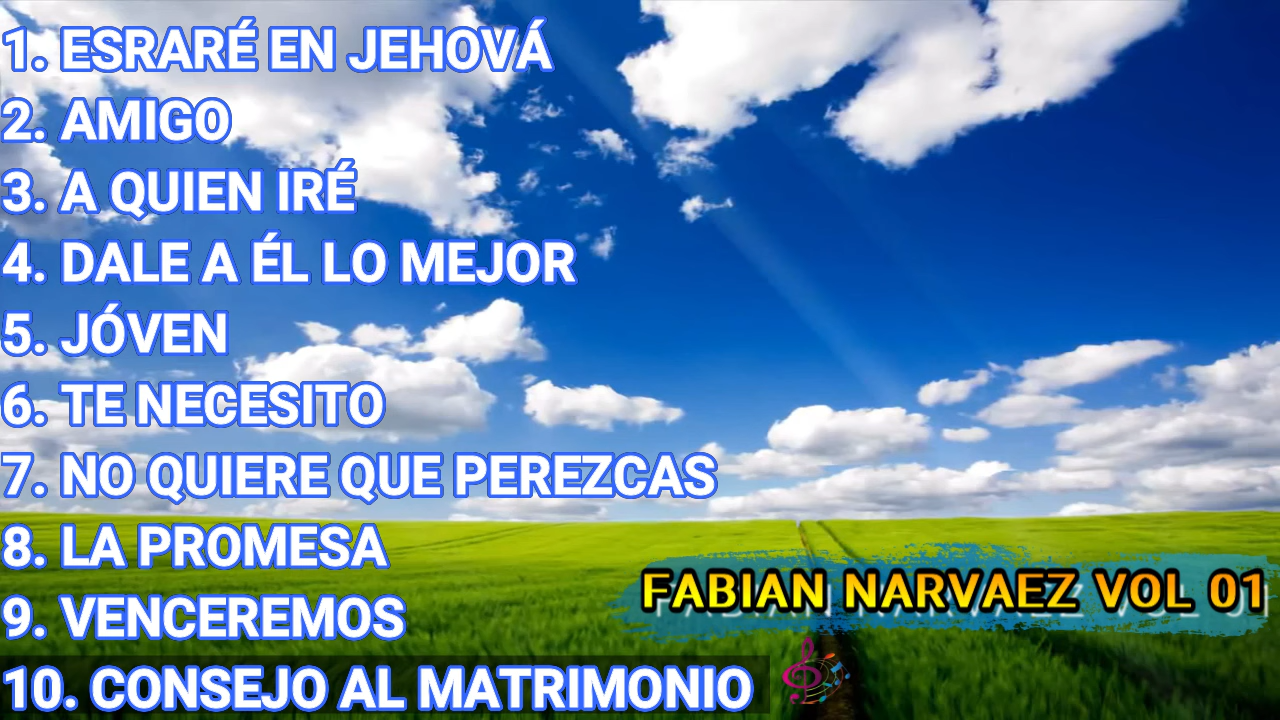 1. ESRARÉ EN JEHOVÁ
2. AMIGO
3. A QUIEN IRÉ
4. DALE A ÉL LO MEJOR
5. JÓVEN
6. TE NECESITO
7. NO QUIERE QUE PEREZCAS
8. LA PROMESA
9. VENCEREMOS
10. CONSEJO AL MATRIMONIO
FABIAN NARVAEZ VOL 01